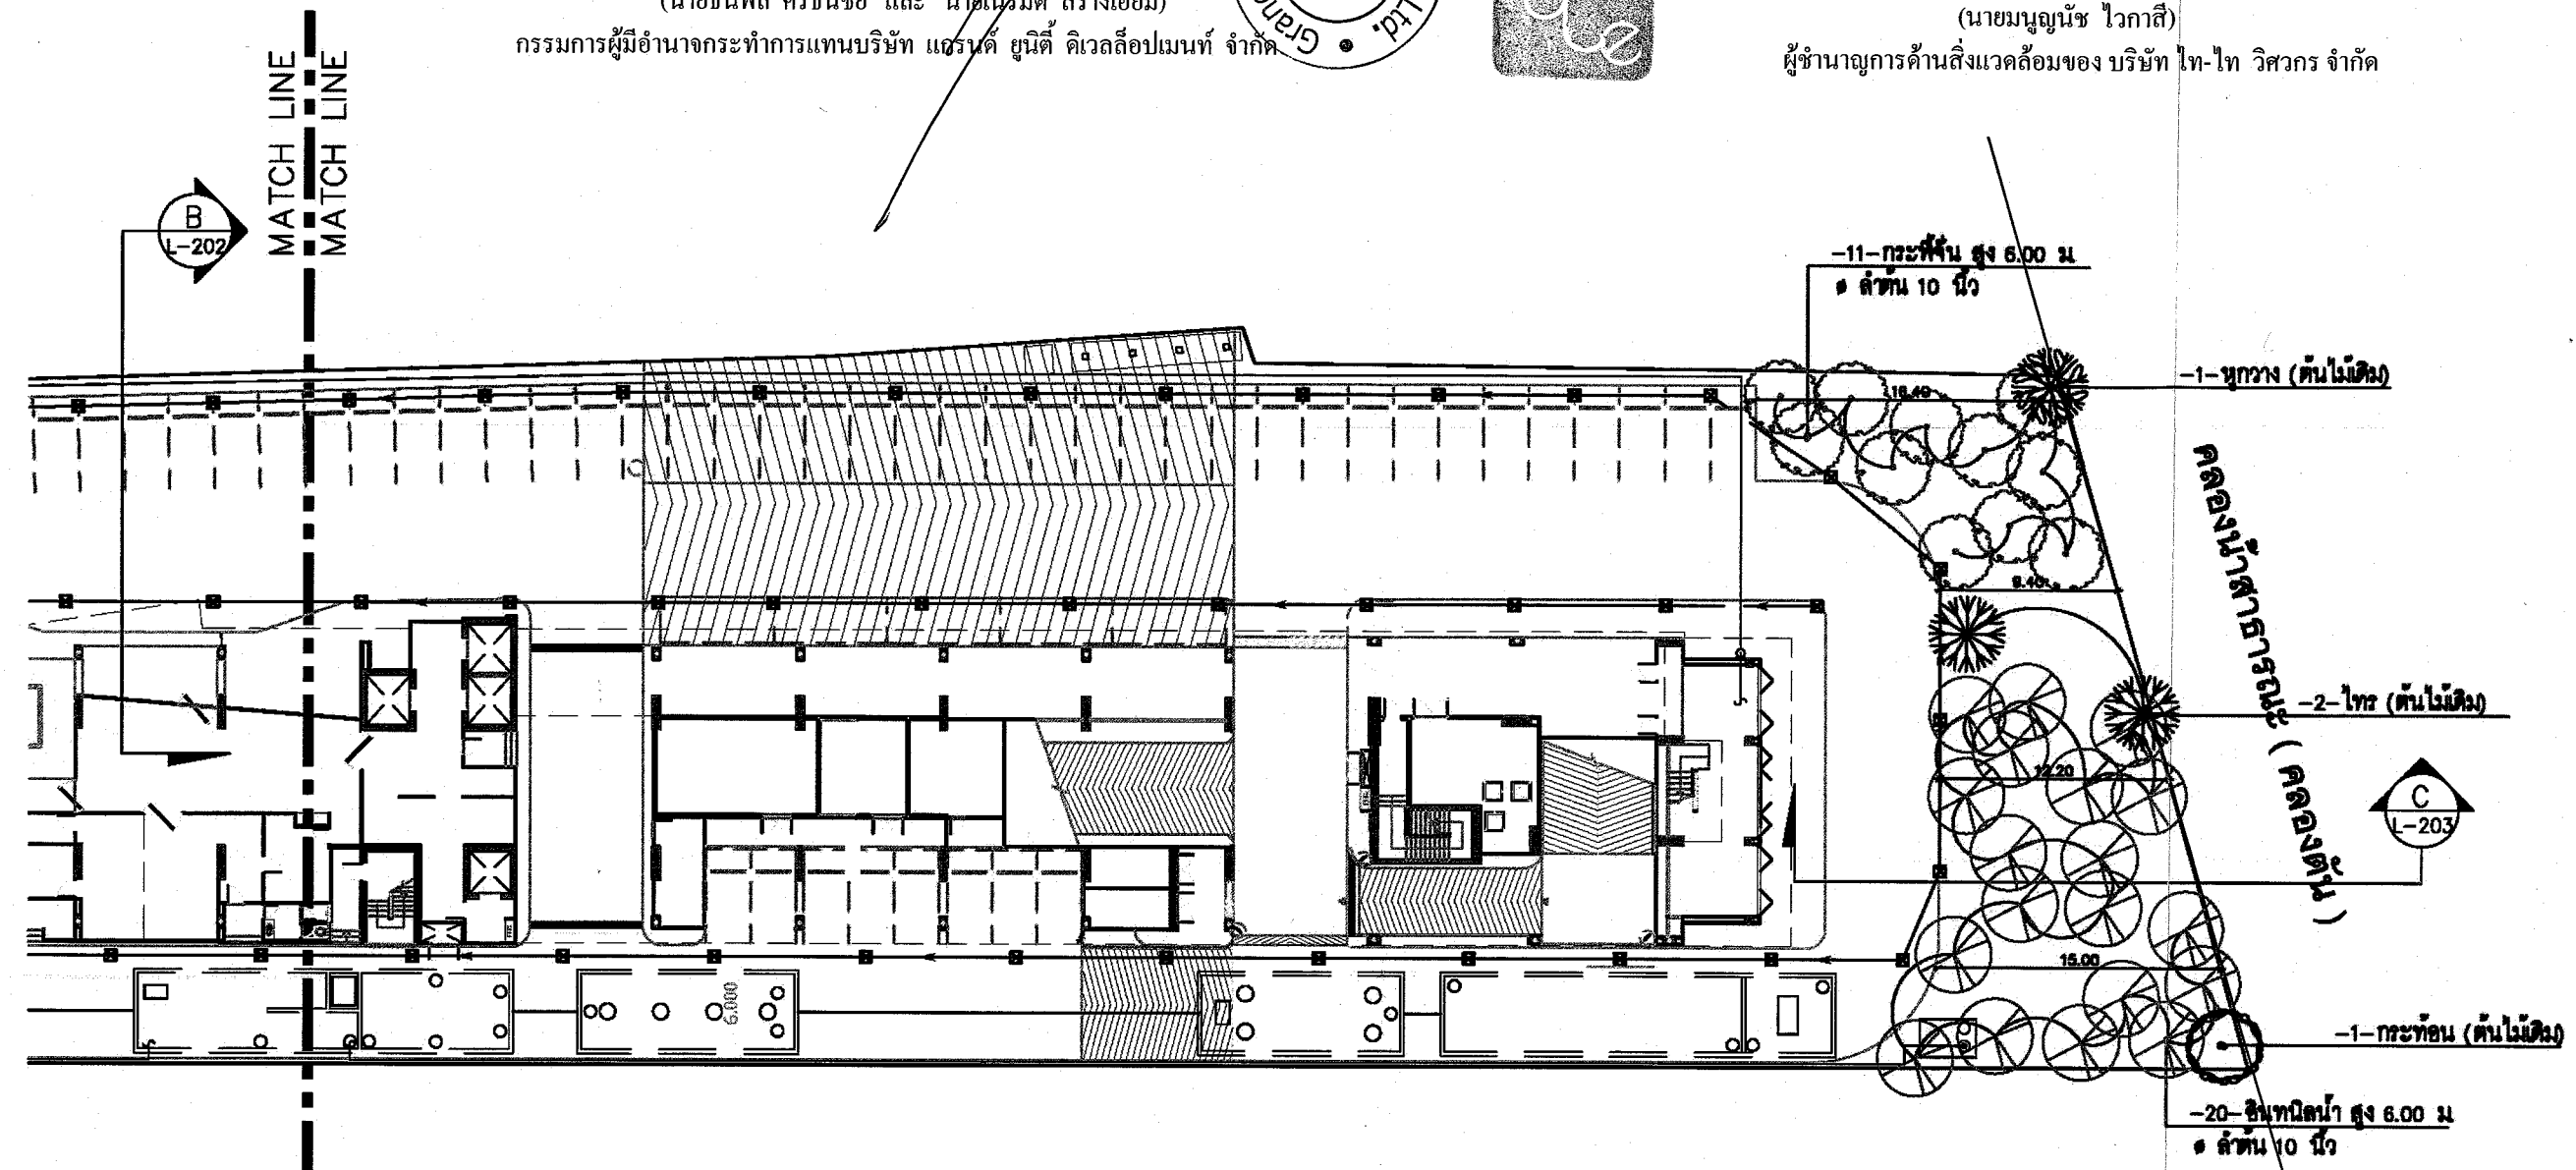 กรรมการผู้มีอำนาจกระทำการแทนบริษัท แกรนด์ ยูนิตี้ ดิเวลล็อปเมนท์ จำกัด
Ltd.
(นายมนูญนัช ไวกาสี)
ผู้ชำนาญการด้านสิ่งแวดล้อมของ บริษัท ไท-ไท วิศวกร จำกัด
MATCH LINE
MATCH LINE
B
L-202
-11-กระพี้จั่น สูง 6.00 ม
ø ลำต้น 10 นิ้ว
-1-หูกวาง (ต้นไม้เดิม)
16.40
คลองน้ำสาธารณะ ( คลองตัน )
9.40
-2-ไทร (ต้นไม้เดิม)
12.20
C
L-203
15.00
6.000
-1-กระท้อน (ต้นไม้เดิม)
-20-อินทนิลน้ำ สูง 6.00 ม
ø ลำต้น 10 นิ้ว